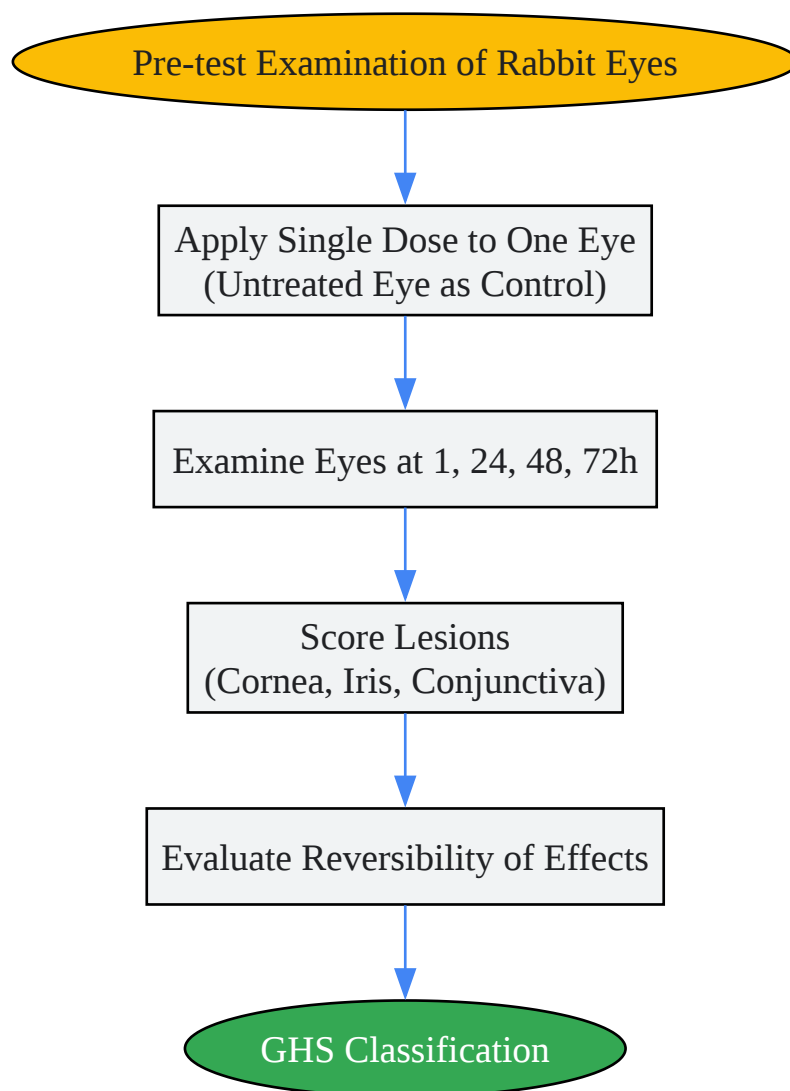 Pre-test Examination of Rabbit Eyes
Apply Single Dose to One Eye
(Untreated Eye as Control)
Examine Eyes at 1, 24, 48, 72h
Score Lesions
(Cornea, Iris, Conjunctiva)
Evaluate Reversibility of Effects
GHS Classification